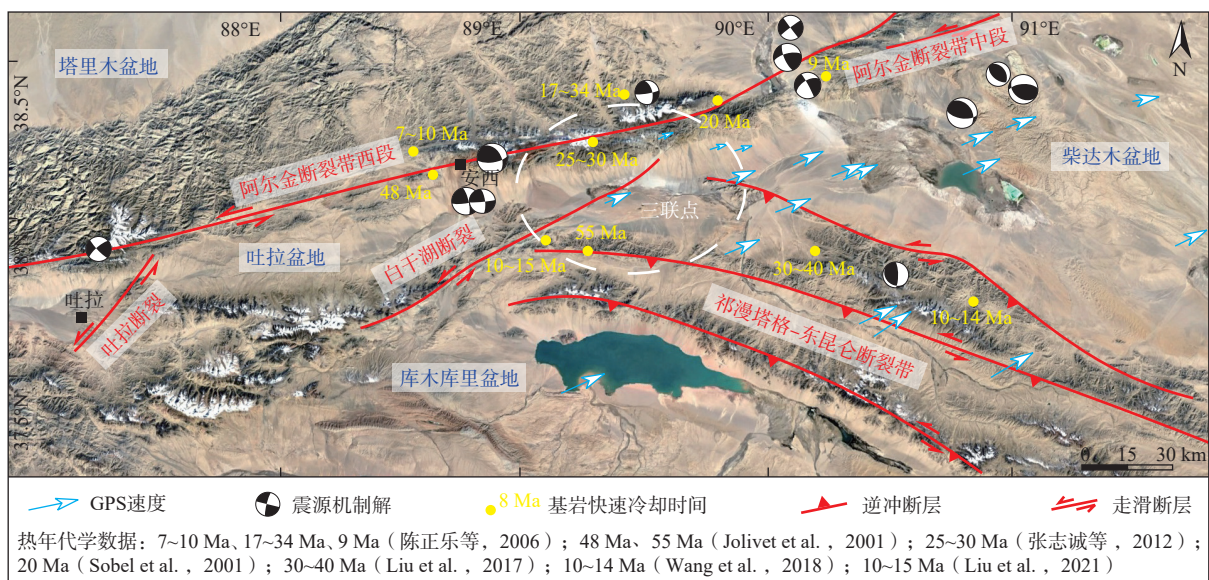 88°E
89°E
90°E
91°E
N
塔里木盆地
阿尔金断裂带中段
9 Ma
38.5°N
17~34 Ma
20 Ma
7~10 Ma
25~30 Ma
柴达木盆地
阿尔金断裂带西段
安西
48 Ma
三联点
55 Ma
吐拉盆地
白干湖断裂
10~15 Ma
30~40 Ma
吐拉
吐拉断裂
10~14 Ma
祁漫塔格–东昆仑断裂带
库木库里盆地
37.5°N
0 15 30 km
GPS速度
震源机制解
8 Ma
基岩快速冷却时间
逆冲断层
走滑断层
热年代学数据：7~10 Ma、17~34 Ma、9 Ma（陈正乐等，2006）；48 Ma、55 Ma（Jolivet et al.，2001）；25~30 Ma（张志诚等，2012）；
20 Ma（Sobel et al.，2001）；30~40 Ma（Liu et al.，2017）；10~14 Ma（Wang et al.，2018）；10~15 Ma（Liu et al.，2021）